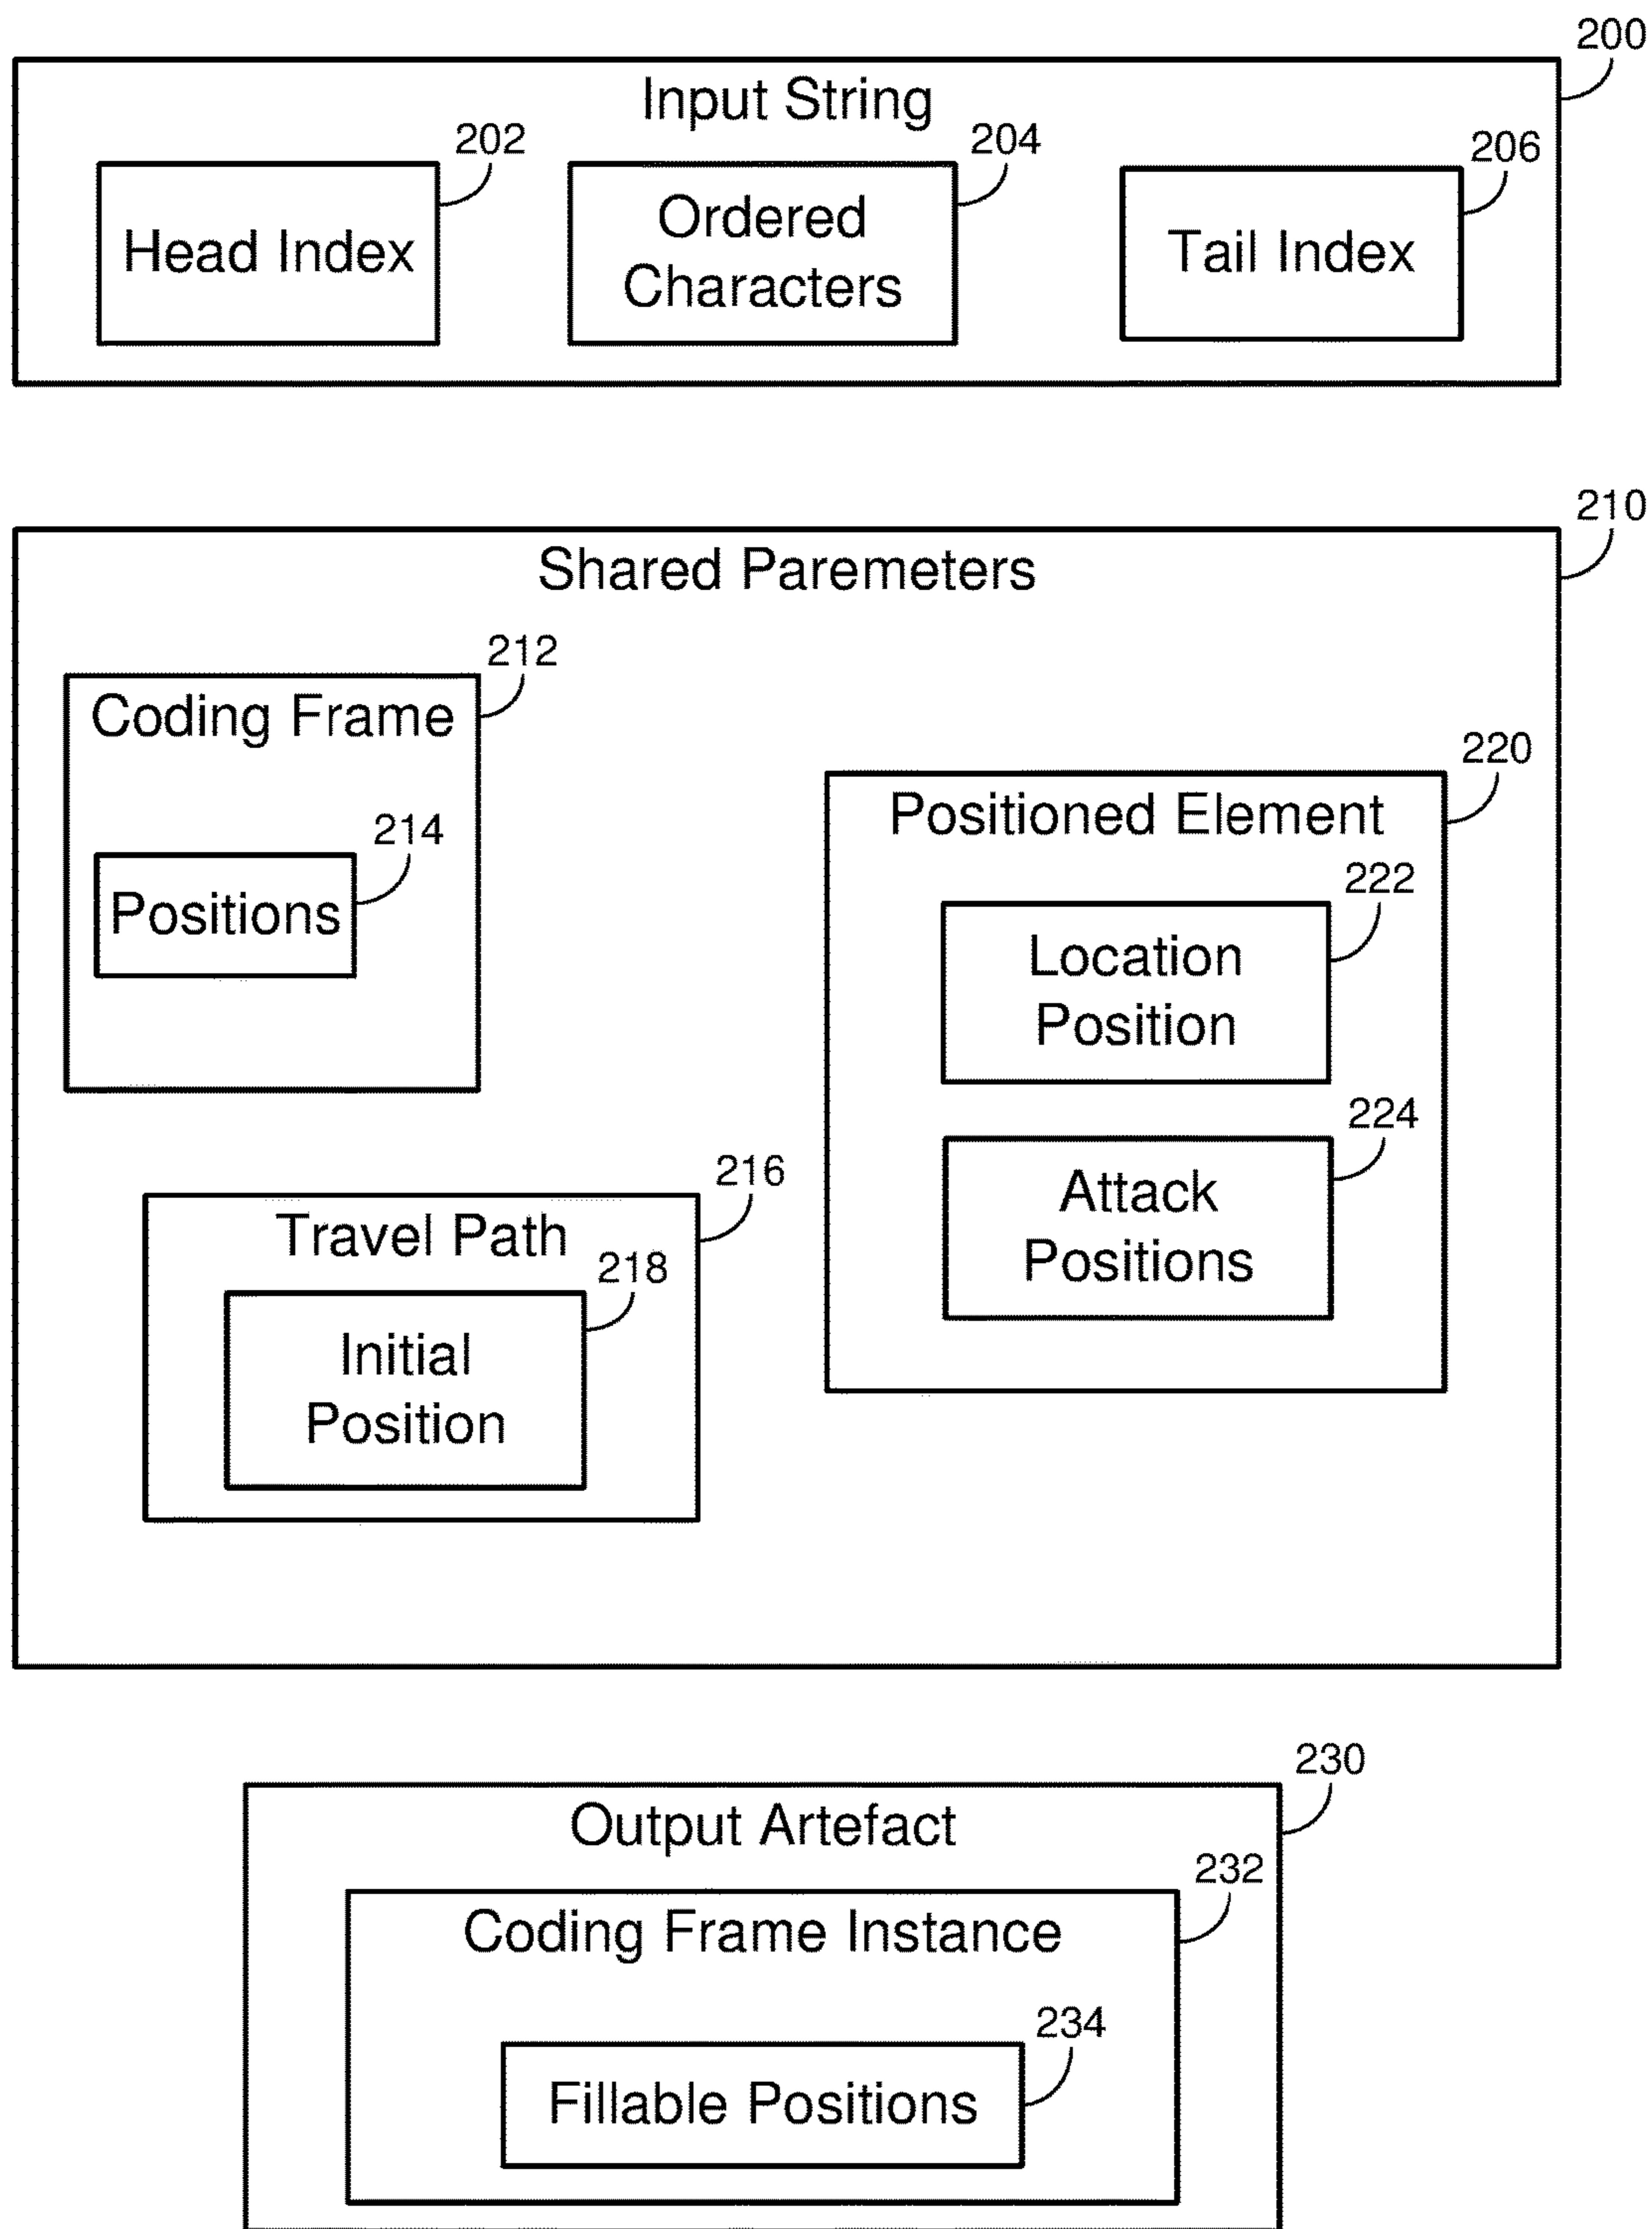 200
Input String
202
204
206
Head Index
Ordered
Characters
Tail Index
210
Shared Paremeters
212
Coding Frame
214
Positions
220
Positioned Element
222
Location
Position
224
Attack
Positions
216
Travel Path
218
Initial
Position
230
Output Artefact
232
Coding Frame Instance
234
Fillable Positions